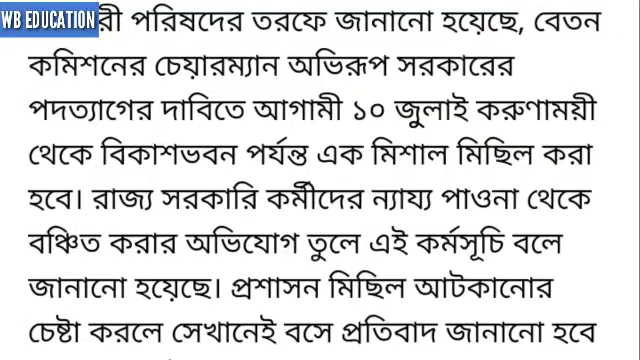 WB EDUCATION
রী পরিষদের তরফে জানানো হয়েছে, বেতন
কমিশনের চেয়ারম্যান অভিরূপ সরকারের
পদত্যাগের দাবিতে আগামী ১০ জুলাই করুণাময়ী
থেকে বিকাশভবন পর্যন্ত এক মিশাল মিছিল করা
হবে। রাজ্য সরকারি কর্মীদের ন্যায্য পাওনা থেকে
বঞ্চিত করার অভিযোগ তুলে এই কর্মসূচি বলে
জানানো হয়েছে। প্রশাসন মিছিল আটকানোর
চেষ্টা করলে সেখানেই বসে প্রতিবাদ জানানো হবে